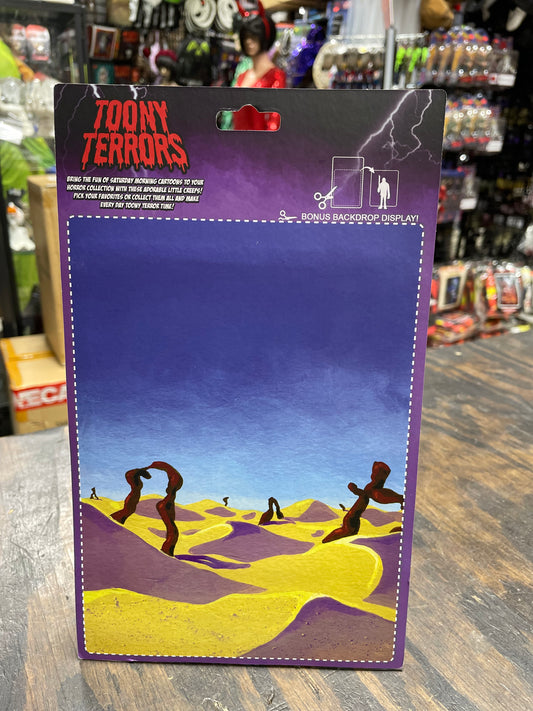 TOONY
TERRORS
BRING THE FUN OF SATURDAY MORNING CARTOONS TO YOUR
HORROR COLLECTION WITH THESE ADORABLE LITTLE CREEPS!
PICK YOUR FAVORITES OR COLLECT THEM ALL AND MAKE
EVERY DAY TOONY TERROR TIME!
BONUS BACKDROP DISPLAY!
NECA